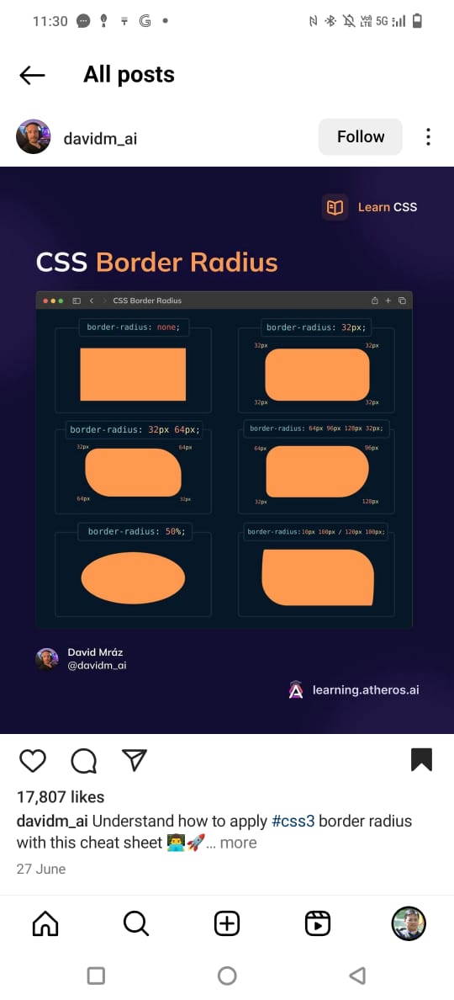 11:30
5G
All posts
davidm_ai
Follow
Learn CSS
CSS Border Radius
CSS Border Radius
border-radius: none;
border-radius: 32px;
32px 32px
32px 32px
border-radius: 32px 64px;
border-radius: 64px 96px 128px 32px;
32px 64px
64px 96px
64px 32px
32px 128px
border-radius: 50%;
border-radius:10px 100px / 120px 100px;
David Mráz
@davidm_ai
learning.atheros.ai
17,807 likes
davidm_ai Understand how to apply #css3 border radius
with this cheat sheet 👨‍💻🚀... more
27 June